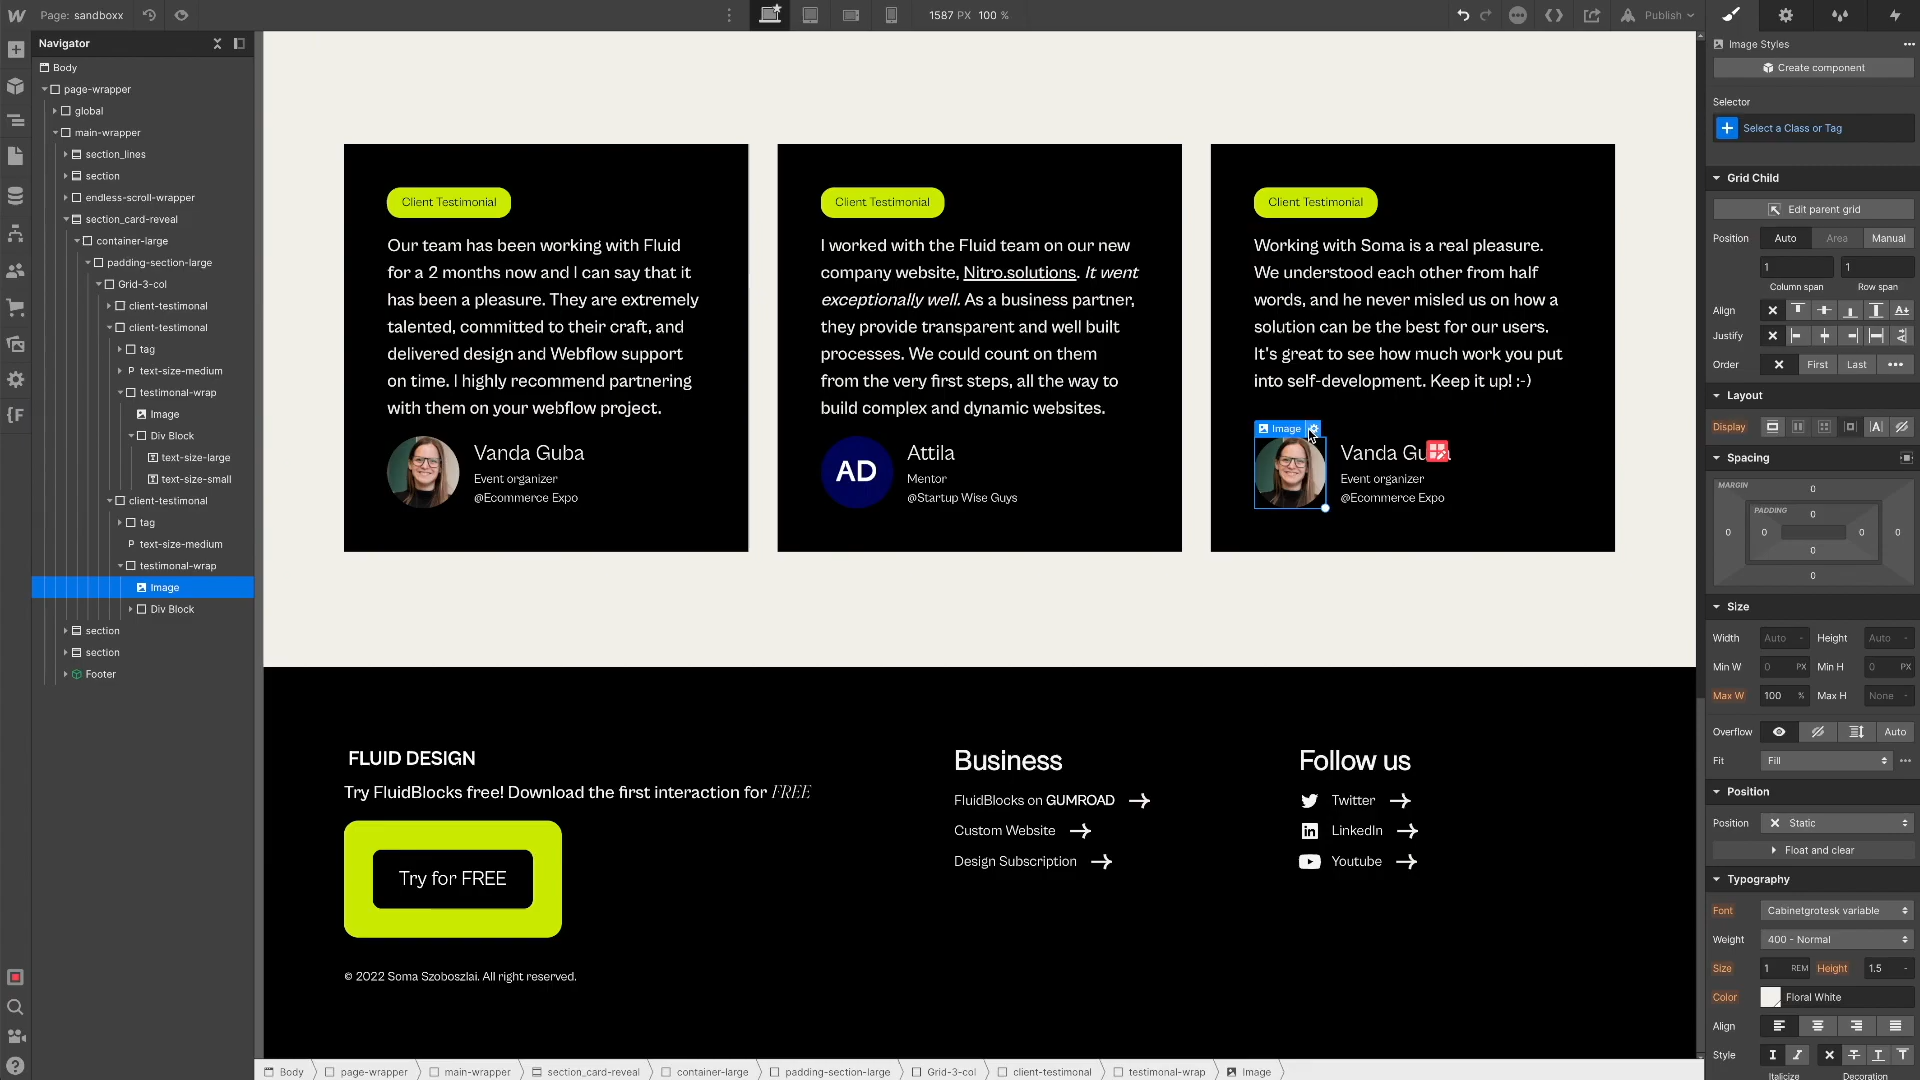 Page: sandboxx
1587 PX 100 %
Publish
Navigator
Body
page-wrapper
global
main-wrapper
section_lines
section
endless-scroll-wrapper
section_card-reveal
container-large
padding-section-large
Grid-3-col
client-testimonal
client-testimonal
tag
text-size-medium
testimonal-wrap
Image
Div Block
text-size-large
text-size-small
client-testimonal
tag
text-size-medium
testimonal-wrap
Image
Div Block
section
section
Footer
Client Testimonial
Our team has been working with Fluid
for a 2 months now and I can say that it
has been a pleasure. They are extremely
talented, committed to their craft, and
delivered design and Webflow support
on time. I highly recommend partnering
with them on your webflow project.
Vanda Guba
Event organizer
@Ecommerce Expo
Client Testimonial
I worked with the Fluid team on our new
company website, Nitro.solutions. It went
exceptionally well. As a business partner,
they provide transparent and well built
processes. We could count on them
from the very first steps, all the way to
build complex and dynamic websites.
AD
Attila
Mentor
@Startup Wise Guys
Client Testimonial
Working with Soma is a real pleasure.
We understood each other from half
words, and he never misled us on how a
solution can be the best for our users.
It's great to see how much work you put
into self-development. Keep it up! :-)
Image
Vanda Gu
Event organizer
@Ecommerce Expo
FLUID DESIGN
Try FluidBlocks free! Download the first interaction for FREE
Try for FREE
© 2022 Soma Szoboszlai. All right reserved.
Business
FluidBlocks on GUMROAD
Custom Website
Design Subscription
Follow us
Twitter
LinkedIn
Youtube
Body page-wrapper main-wrapper section_card-reveal container-large padding-section-large Grid-3-col client-testimonal testimonal-wrap Image
Image Styles
Create component
Selector
Select a Class or Tag
Grid Child
Edit parent grid
Position Auto Area Manual
1 1
Column span Row span
Align
Justify
Order First Last
Layout
Display
Spacing
MARGIN 0
PADDING 0
0 0 0 0
0
0
Size
Width Auto - Height Auto -
Min W 0 PX Min H 0 PX
Max W 100 % Max H None -
Overflow Auto
Fit Fill
Position
Position Static
Float and clear
Typography
Font Cabinetgrotesk variable
Weight 400 - Normal
Size 1 REM Height 1.5 -
Color Floral White
Align
Style
Italicize Decoration